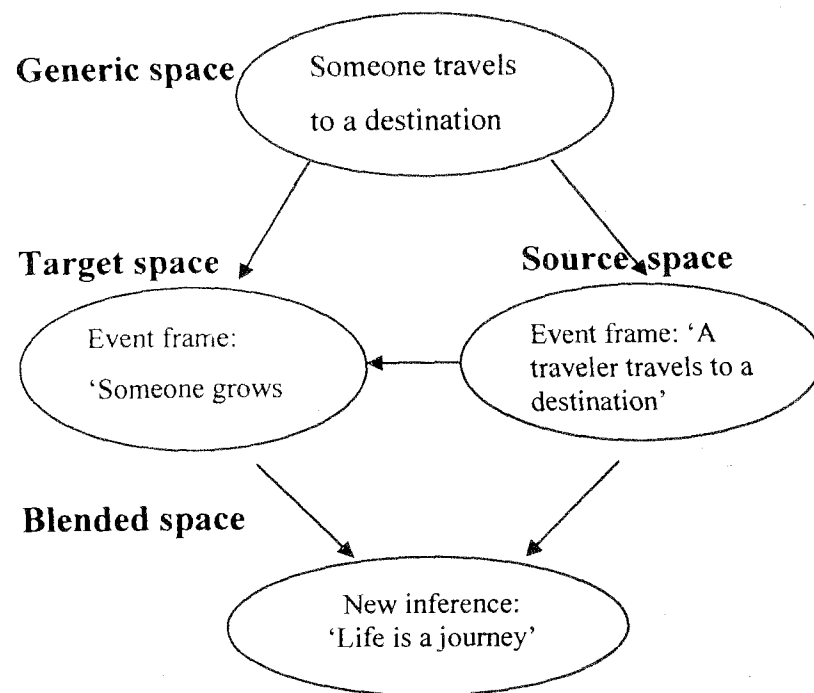 Generic space
Someone travels
to a destination
Target space
Source space
Event frame:
‘Someone grows
Event frame: ‘A
traveler travels to a
destination’
Blended space
New inference:
‘Life is a journey’